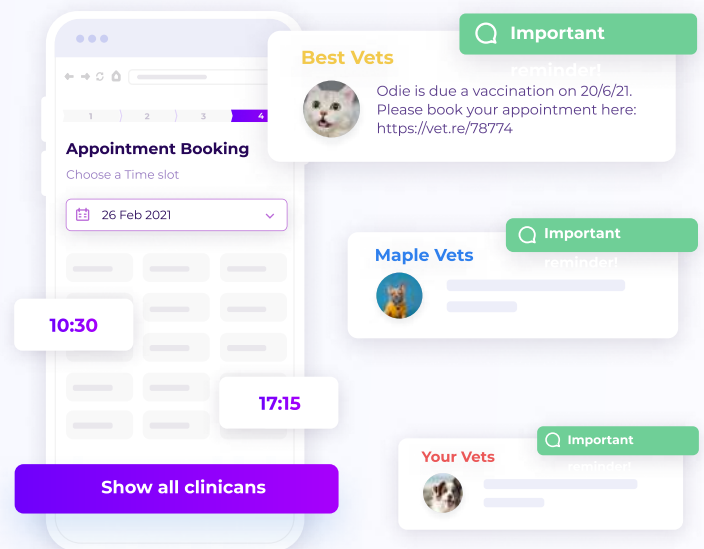 Important
reminder!
Best Vets
Odie is due a vaccination on 20/6/21.
Please book your appointment here:
https://vet.re/78774
1 2 3 4
Appointment Booking
Choose a Time slot
26 Feb 2021
10:30
17:15
Show all clinicans
Important
reminder!
Maple Vets
Important
reminder!
Your Vets